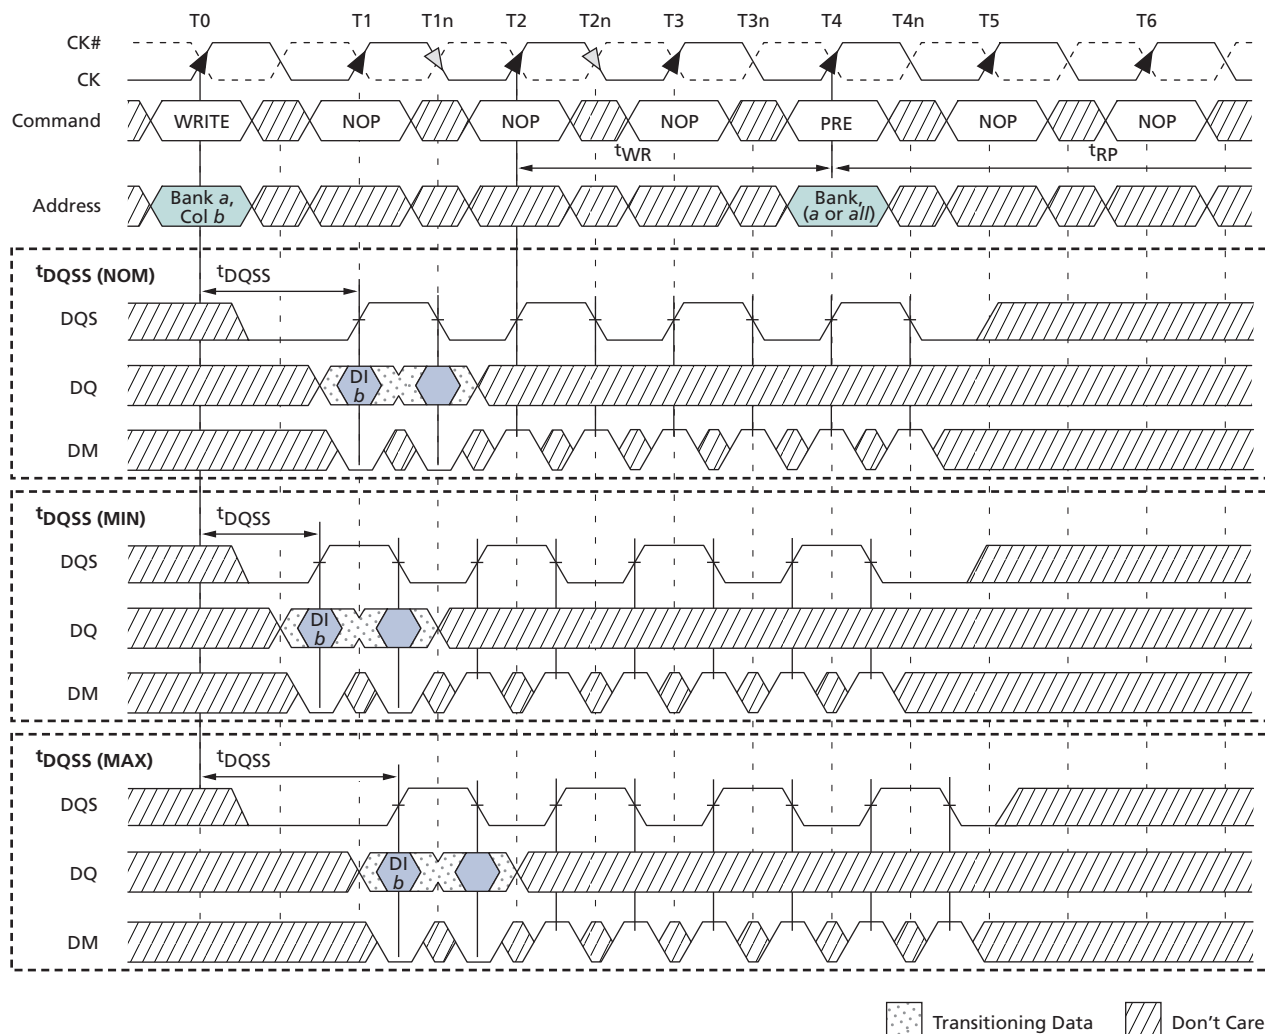 T0 T1 T1n T2 T2n T3 T3n T4 T4n T5 T6
CK#
CK
Command WRITE NOP NOP NOP PRE NOP NOP
tWR tRP
Address Bank a, Col b Bank, (a or all)
tDQSS (NOM) tDQSS
DQS
DQ DI b
DM
tDQSS (MIN) tDQSS
DQS
DQ DI b
DM
tDQSS (MAX) tDQSS
DQS
DQ DI b
DM
Transitioning Data Don't Care